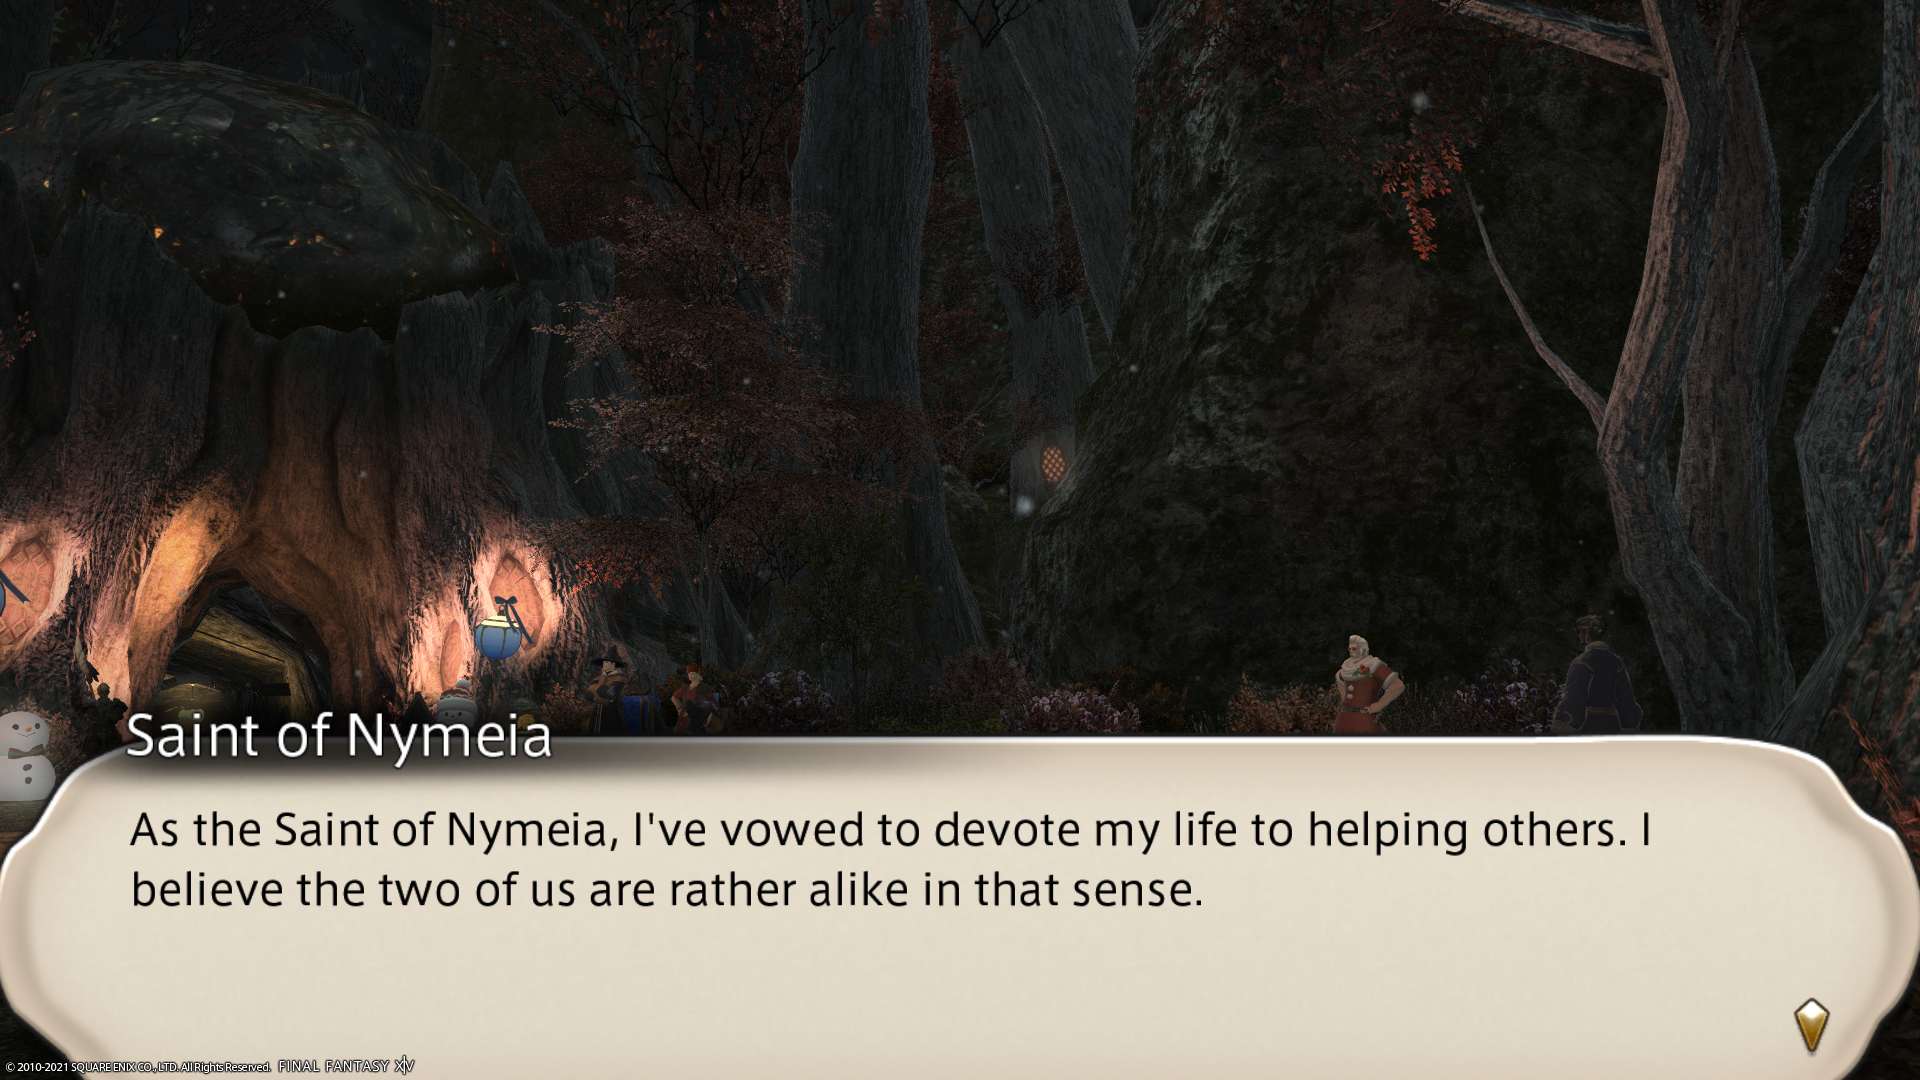 Saint of Nymeia
As the Saint of Nymeia, I've vowed to devote my life to helping others. I
believe the two of us are rather alike in that sense.
© 2010-2021 SQUARE ENIX CO., LTD. All Rights Reserved. FINAL FANTASY XIV